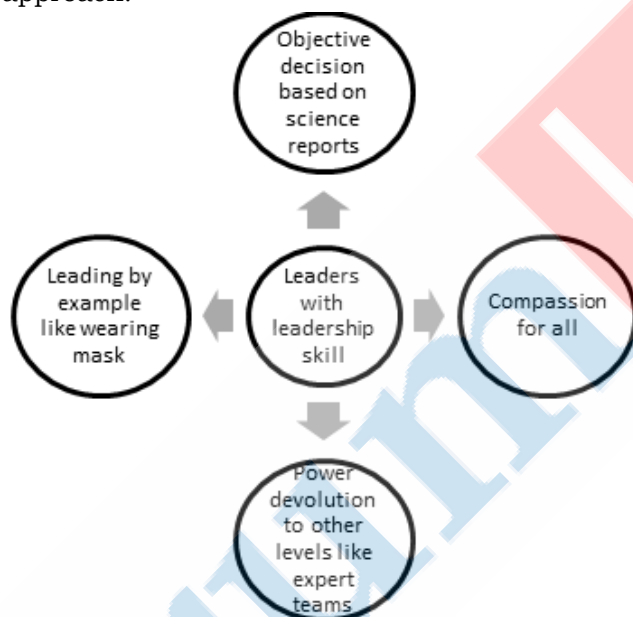 approach.
Objective
decision
based on
science
reports
Leading by
example
like wearing
mask
Leaders
with
leadership
skill
Compassion
for all
Power
devolution
to other
levels like
expert
teams